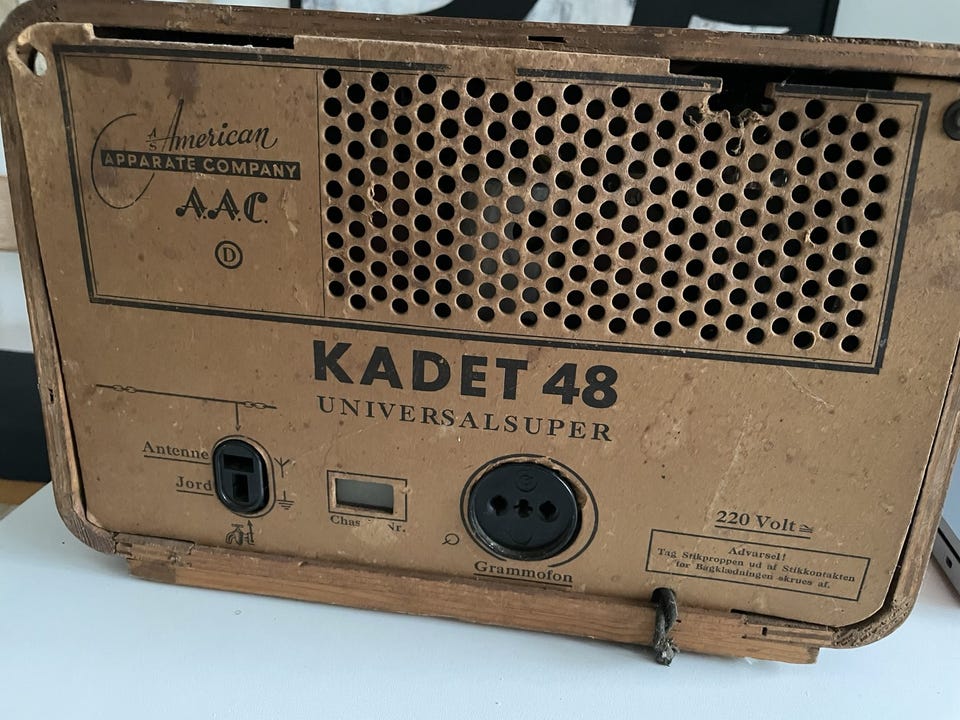 A/S American
APPARATE COMPANY
A.A.C.
D
KADET 48
UNIVERSALSUPER
Antenne
Jord
Nr.
Grammofon
220 Volt ≃
Advarsel!
Tag Stikproppen ud af Stikkontakten
før Bagklædningen skrues af.